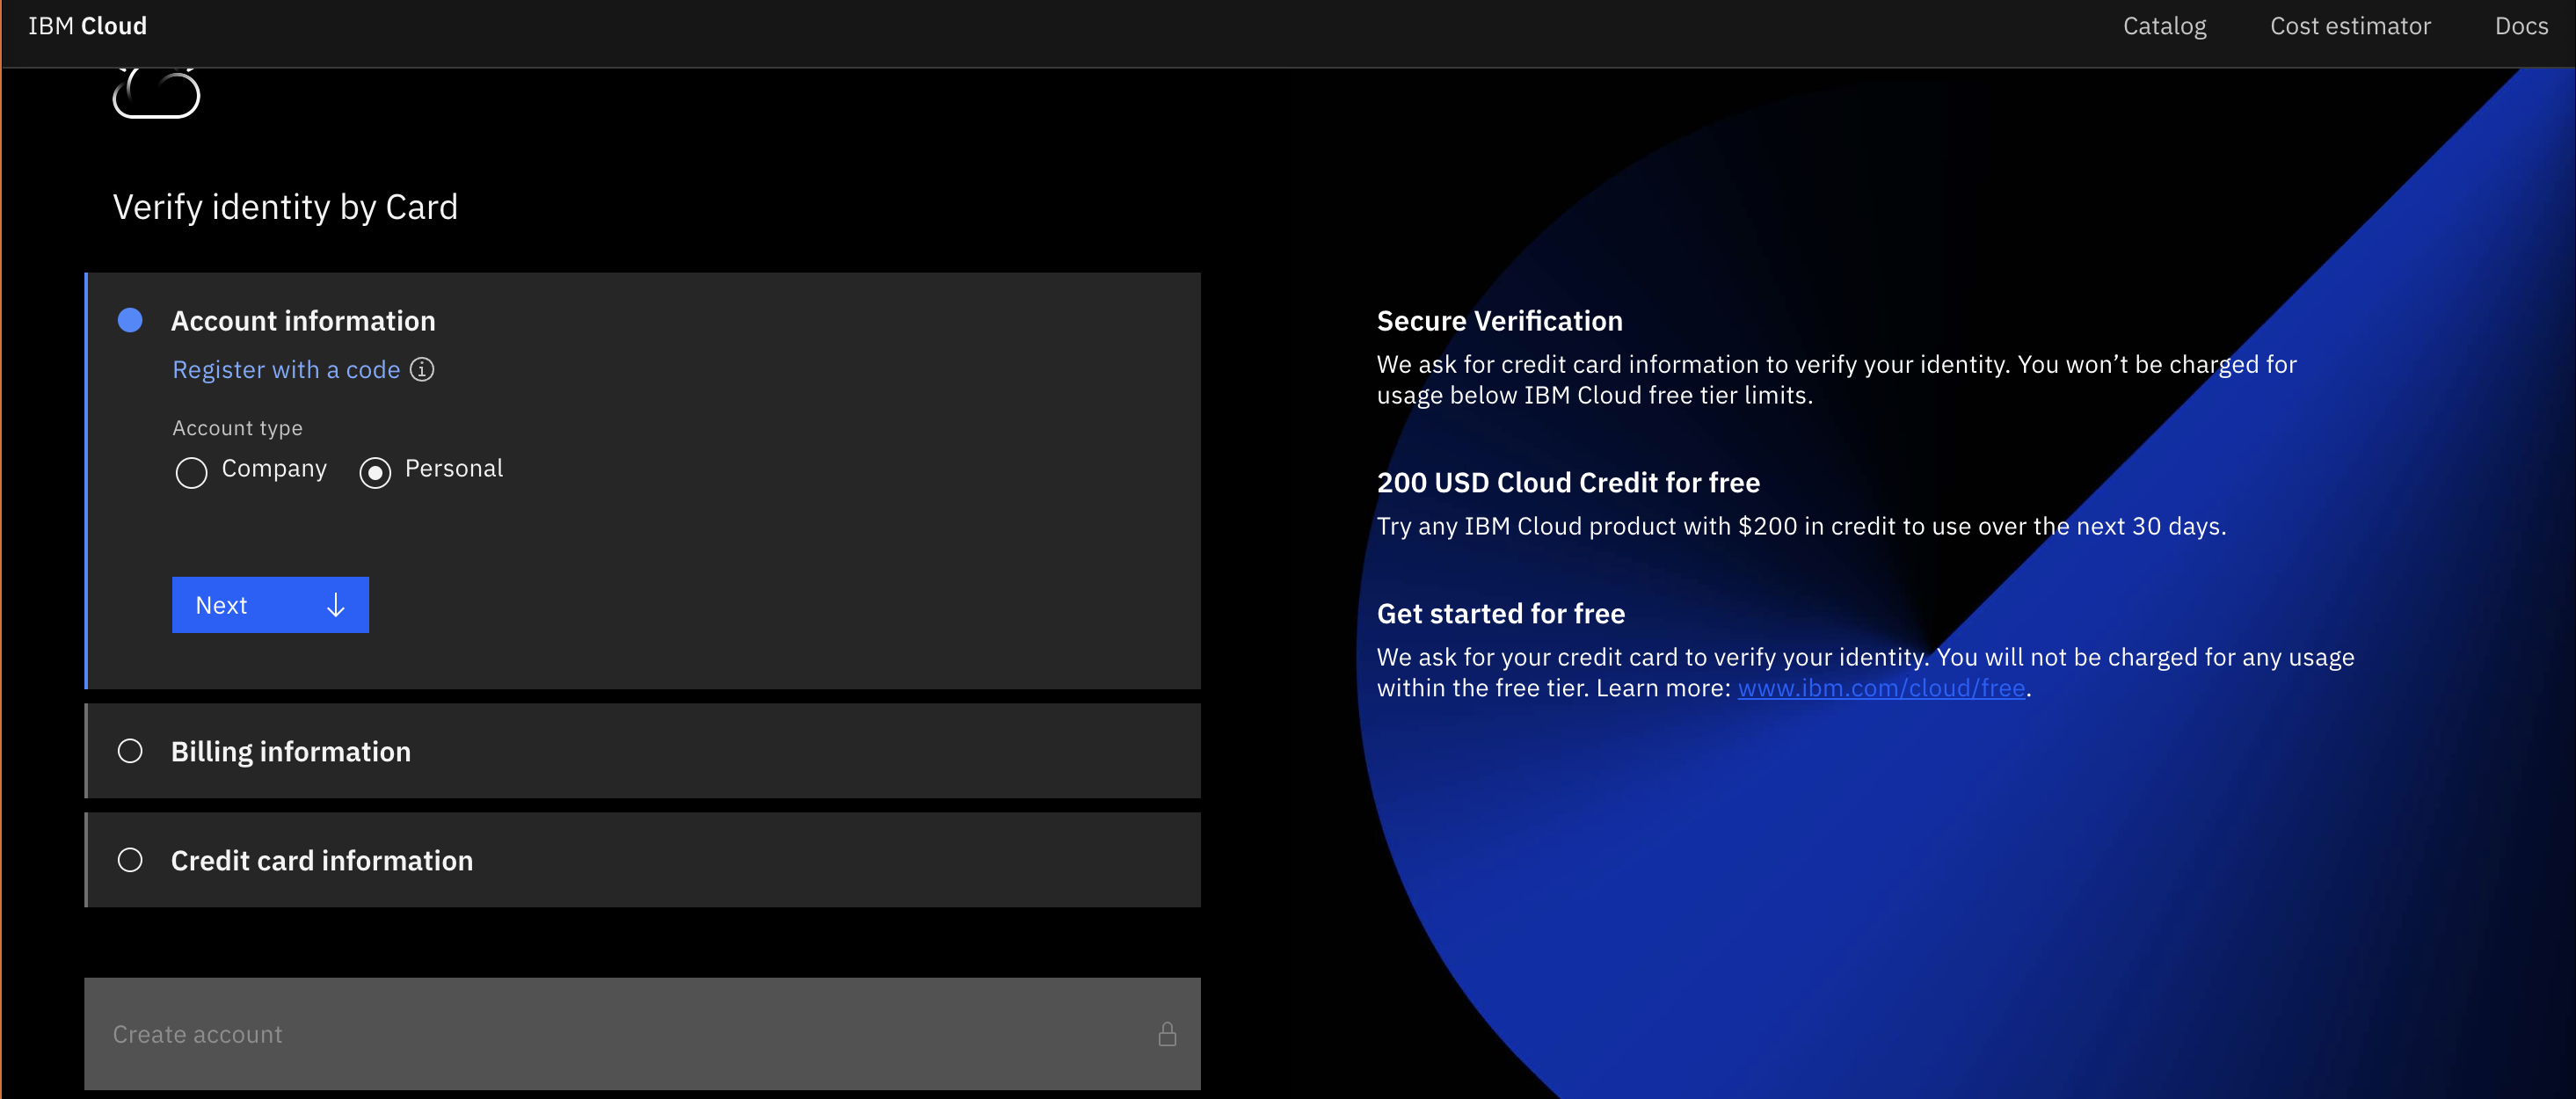 IBM Cloud
Catalog
Cost estimator
Docs
Verify identity by Card
Account information
Register with a code
Account type
Company
Personal
Next
Billing information
Credit card information
Create account
Secure Verification
We ask for credit card information to verify your identity. You won’t be charged for
usage below IBM Cloud free tier limits.
200 USD Cloud Credit for free
Try any IBM Cloud product with $200 in credit to use over the next 30 days.
Get started for free
We ask for your credit card to verify your identity. You will not be charged for any usage
within the free tier. Learn more: www.ibm.com/cloud/free.